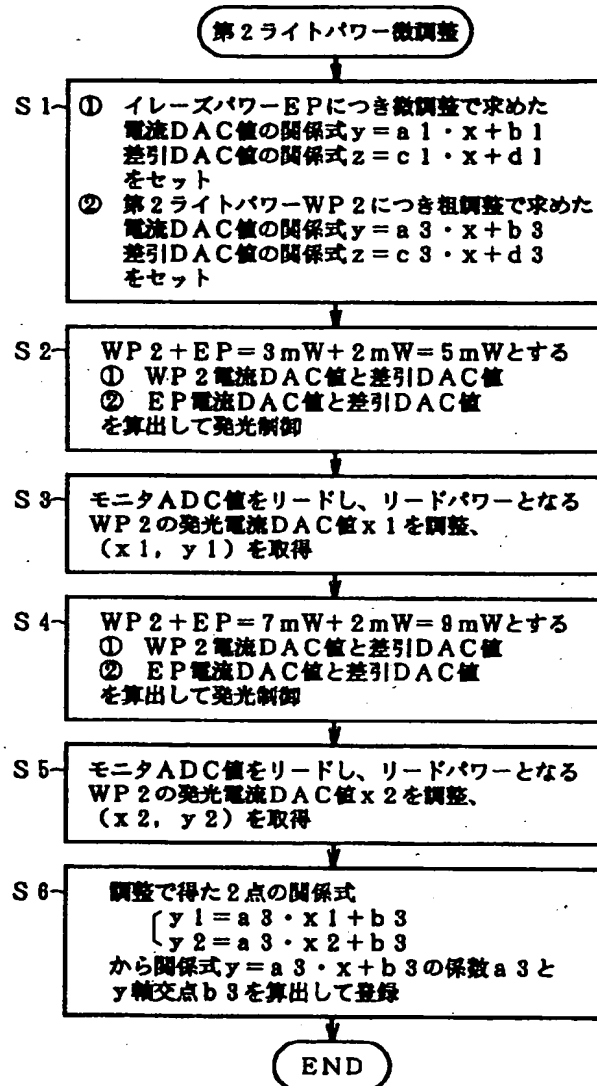 第2ライトパワー微調整
S1 ① イレーズパワーEPにつき微調整で求めた
電流DAC値の関係式y=a1・x+b1
差引DAC値の関係式z=c1・x+d1
をセット
② 第2ライトパワーWP2につき粗調整で求めた
電流DAC値の関係式y=a3・x+b3
差引DAC値の関係式z=c3・x+d3
をセット
S2 WP2+EP=3mW+2mW=5mWとする
① WP2電流DAC値と差引DAC値
② EP電流DAC値と差引DAC値
を算出して発光制御
S3 モニタADC値をリードし、リードパワーとなる
WP2の発光電流DAC値x1を調整、
(x1, y1)を取得
S4 WP2+EP=7mW+2mW=9mWとする
① WP2電流DAC値と差引DAC値
② EP電流DAC値と差引DAC値
を算出して発光制御
S5 モニタADC値をリードし、リードパワーとなる
WP2の発光電流DAC値x2を調整、
(x2, y2)を取得
S6 調整で得た2点の関係式
y1=a3・x1+b3
y2=a3・x2+b3
から関係式y=a3・x+b3の係数a3と
y軸交点b3を算出して登録
END